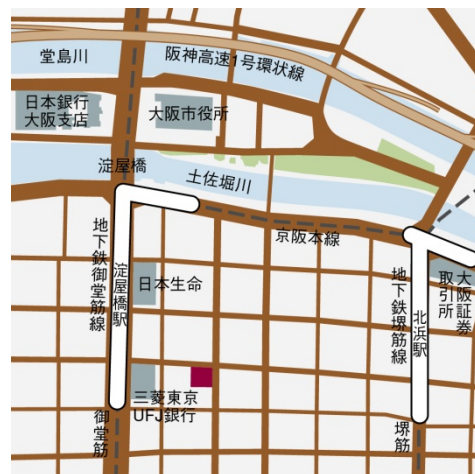 堂島川
阪神高速1号環状線
日本銀行
大阪支店
大阪市役所
淀屋橋
土佐堀川
京阪本線
地下鉄御堂筋線
淀屋橋駅
日本生命
地下鉄堺筋線
北浜駅
大阪証券
取引所
三菱東京
UFJ銀行
御堂筋
堺筋